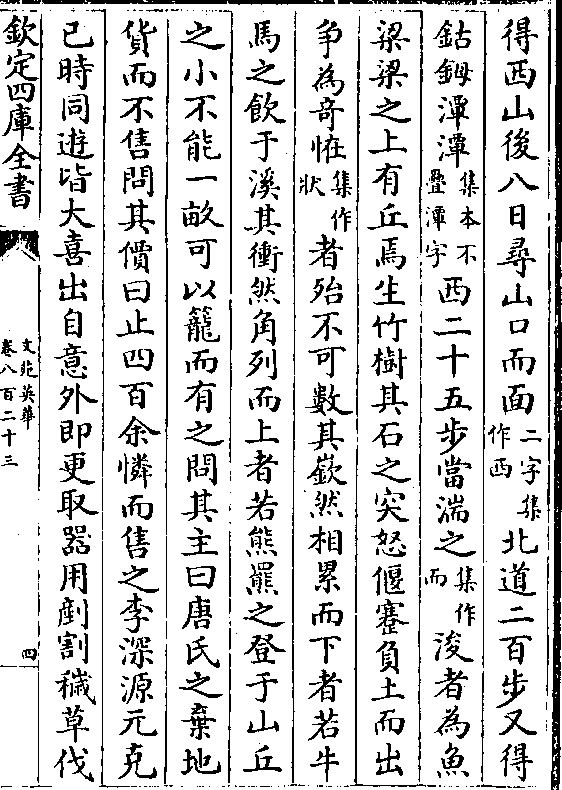 得西山後八日尋山口而面二字集作西北道二百步又得
鈷鉧潭潭集本不疊潭字西二十五步當湍之集作而浚者為魚
梁梁之上有丘焉生竹樹其石之突怒偃蹇負土而出
爭為奇恠集作狀者殆不可數其嶔然相累而下者若牛
馬之飲于溪其衝然角列而上者若熊羆之登于山丘
之小不能一畝可以籠而有之問其主曰唐氏之棄地
貨而不售問其價曰止四百余憐而售之李深源元克
已時同遊皆大喜出自意外即更取器用剷割穢草伐
欽定四庫全書
文苑英華
卷八百二十三
四